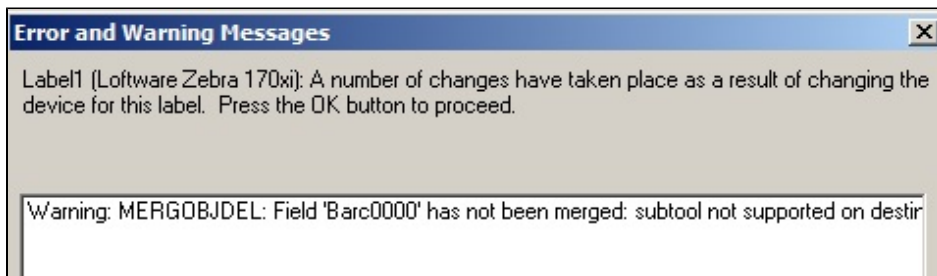 Error and Warning Messages
Label1 (Loftware Zebra 170xi): A number of changes have taken place as a result of changing the
device for this label.  Press the OK button to proceed.
Warning: MERGOBJDEL: Field 'Barc0000' has not been merged: subtool not supported on destin